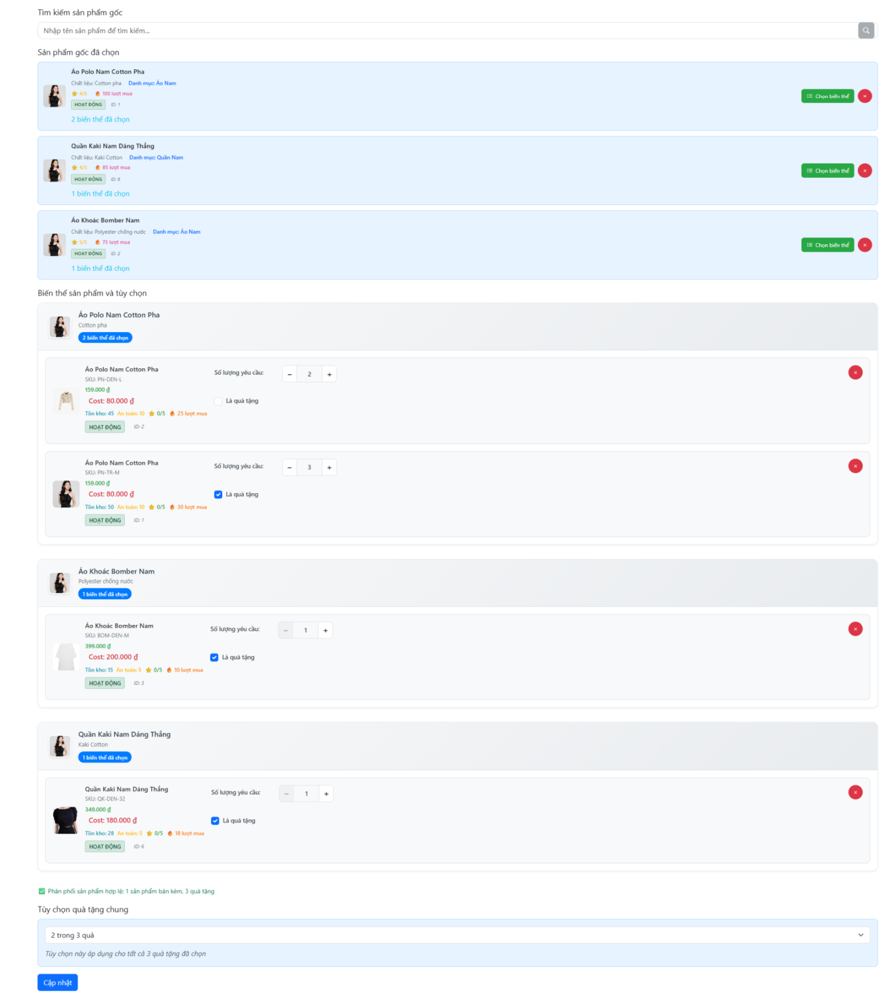 Tìm kiếm sản phẩm gốc
Nhập tên sản phẩm để tìm kiếm...
Sản phẩm gốc đã chọn
Áo Polo Nam Cotton Pha
Chất liệu: Cotton pha Danh mục: Áo Nam
4/5 100 lượt mua
HOẠT ĐỘNG ID: 1
2 biến thể đã chọn
Chọn biến thể ×
Quần Kaki Nam Dáng Thẳng
Chất liệu: Kaki Cotton Danh mục: Quần Nam
4/5 85 lượt mua
HOẠT ĐỘNG ID: 6
1 biến thể đã chọn
Chọn biến thể ×
Áo Khoác Bomber Nam
Chất liệu: Polyester chống nước Danh mục: Áo Nam
5/5 75 lượt mua
HOẠT ĐỘNG ID: 2
1 biến thể đã chọn
Chọn biến thể ×
Biến thể sản phẩm và tùy chọn
Áo Polo Nam Cotton Pha
Cotton pha
2 biến thể đã chọn
Áo Polo Nam Cotton Pha
SKU: PN-DEN-L
159.000 ₫
Cost: 80.000 ₫
Tồn kho: 45 An toàn: 10 0/5 25 lượt mua
HOẠT ĐỘNG ID: 2
Số lượng yêu cầu: − 2 +
Là quà tặng
×
Áo Polo Nam Cotton Pha
SKU: PN-TR-M
159.000 ₫
Cost: 80.000 ₫
Tồn kho: 50 An toàn: 10 0/5 30 lượt mua
HOẠT ĐỘNG ID: 1
Số lượng yêu cầu: − 3 +
Là quà tặng
×
Áo Khoác Bomber Nam
Polyester chống nước
1 biến thể đã chọn
Áo Khoác Bomber Nam
SKU: BOM-DEN-M
399.000 ₫
Cost: 200.000 ₫
Tồn kho: 15 An toàn: 5 0/5 10 lượt mua
HOẠT ĐỘNG ID: 3
Số lượng yêu cầu: − 1 +
Là quà tặng
×
Quần Kaki Nam Dáng Thẳng
Kaki Cotton
1 biến thể đã chọn
Quần Kaki Nam Dáng Thẳng
SKU: QK-DEN-32
349.000 ₫
Cost: 180.000 ₫
Tồn kho: 28 An toàn: 5 0/5 18 lượt mua
HOẠT ĐỘNG ID: 6
Số lượng yêu cầu: − 1 +
Là quà tặng
×
Phân phối sản phẩm hợp lệ: 1 sản phẩm bán kèm, 3 quà tặng
Tùy chọn quà tặng chung
2 trong 3 quà
Tùy chọn này áp dụng cho tất cả 3 quà tặng đã chọn
Cập nhật